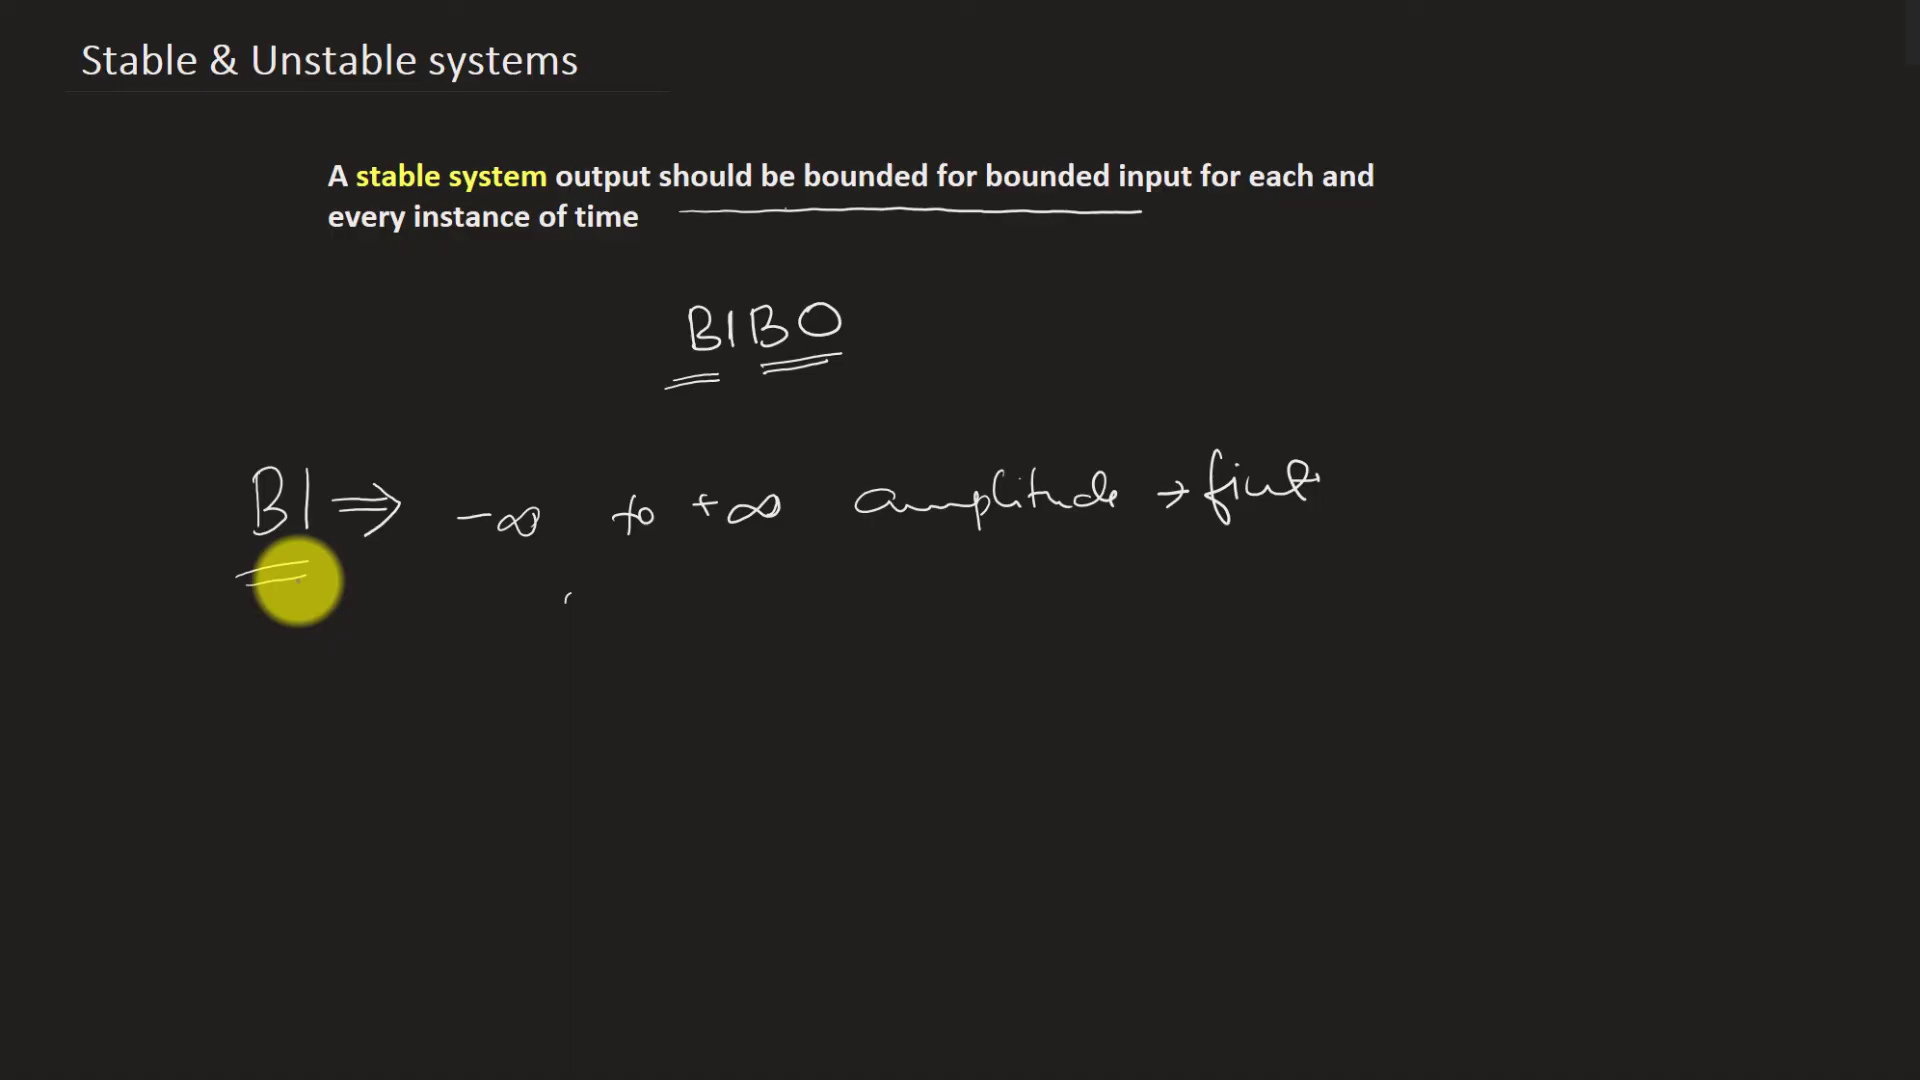 Stable & Unstable systems
A stable system output should be bounded for bounded input for each and
every instance of time
BIBO
BI ⇒ -∞ to +∞ amplitude → finite